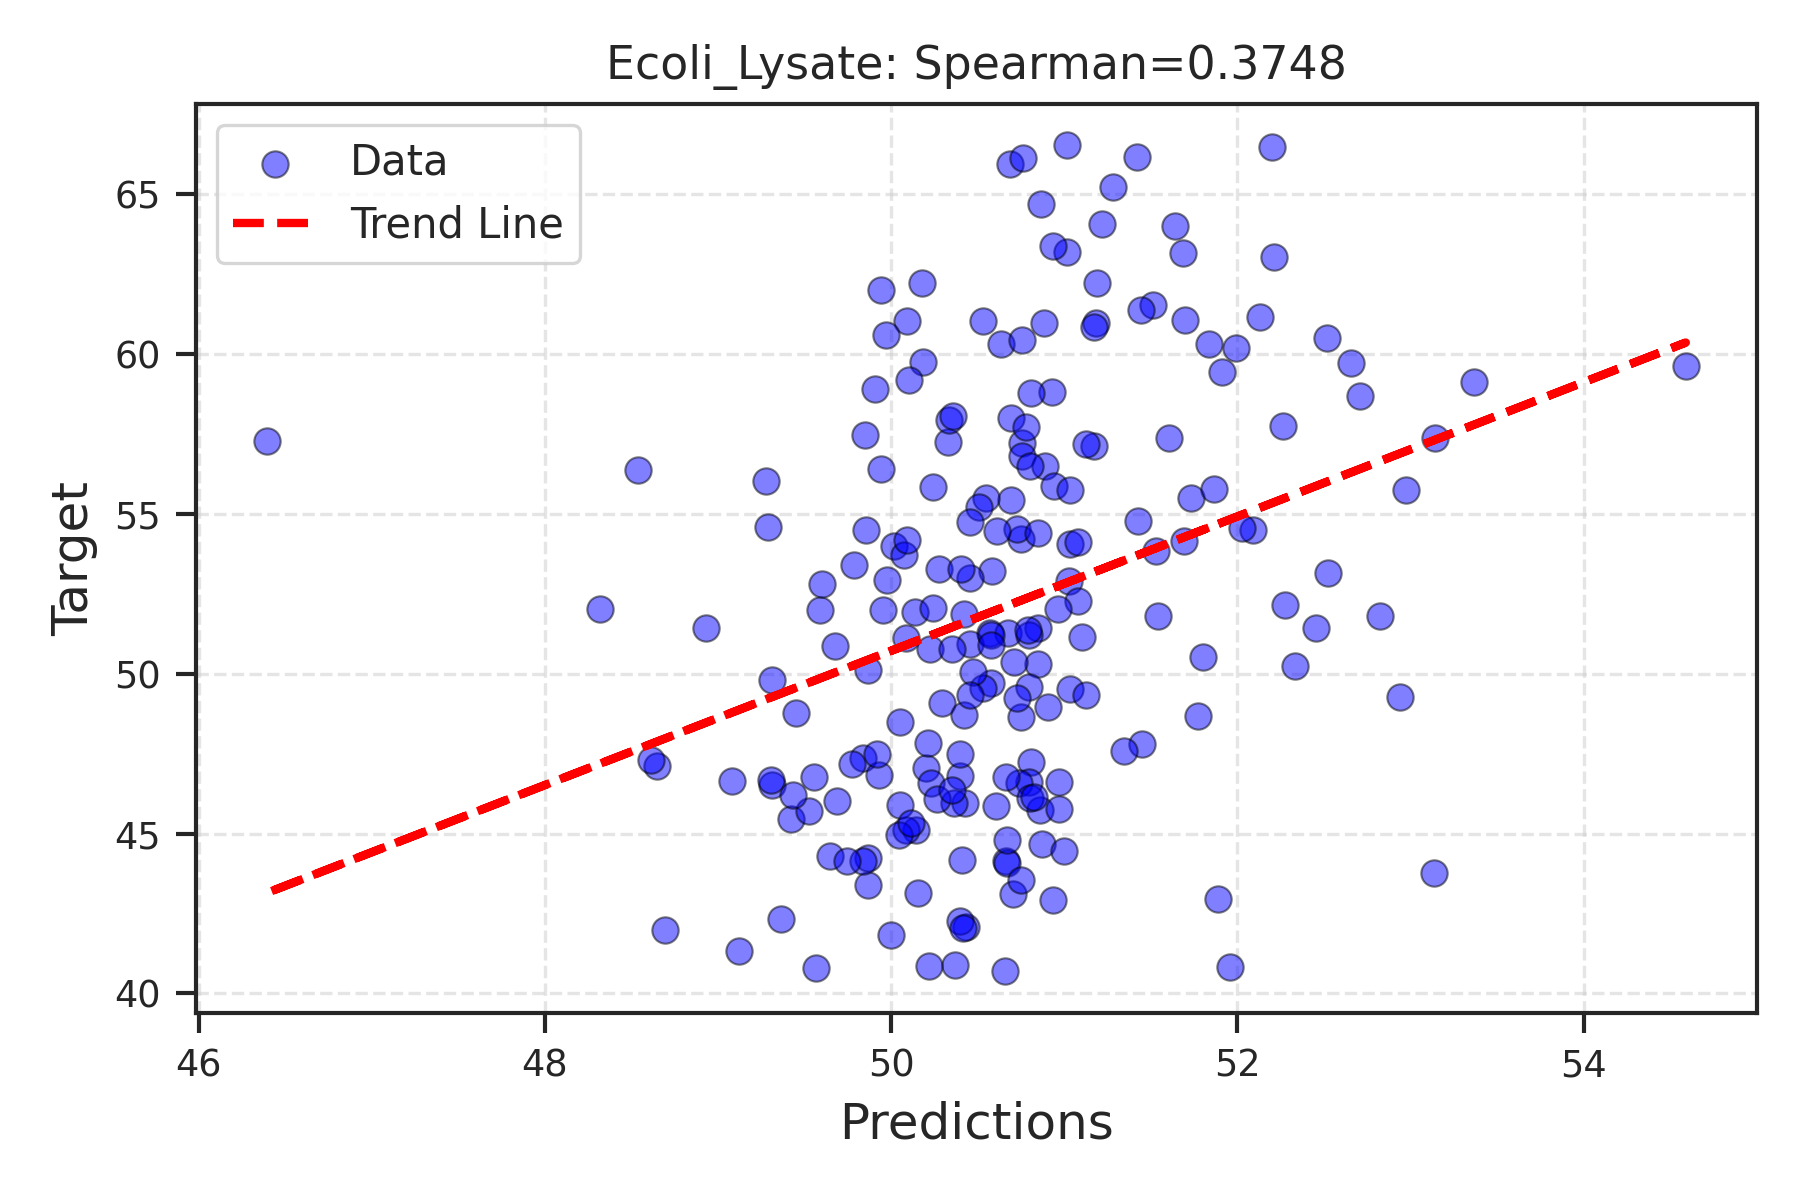 Ecoli_Lysate: Spearman=0.3748
Data
Trend Line
65
60
55
50
45
40
Target
46 48 50 52 54
Predictions